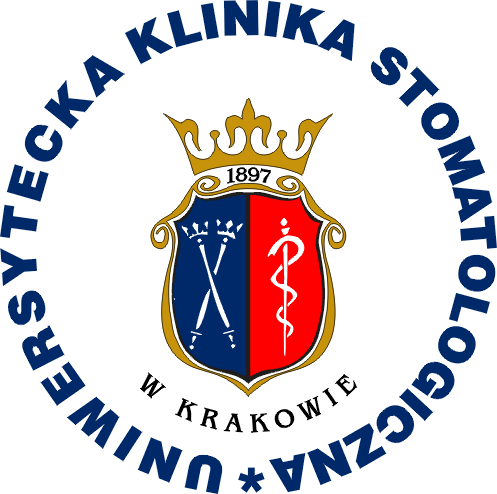 UNIWERSYTECKA KLINIKA STOMATOLOGICZNA *
1897
W KRAKOWIE